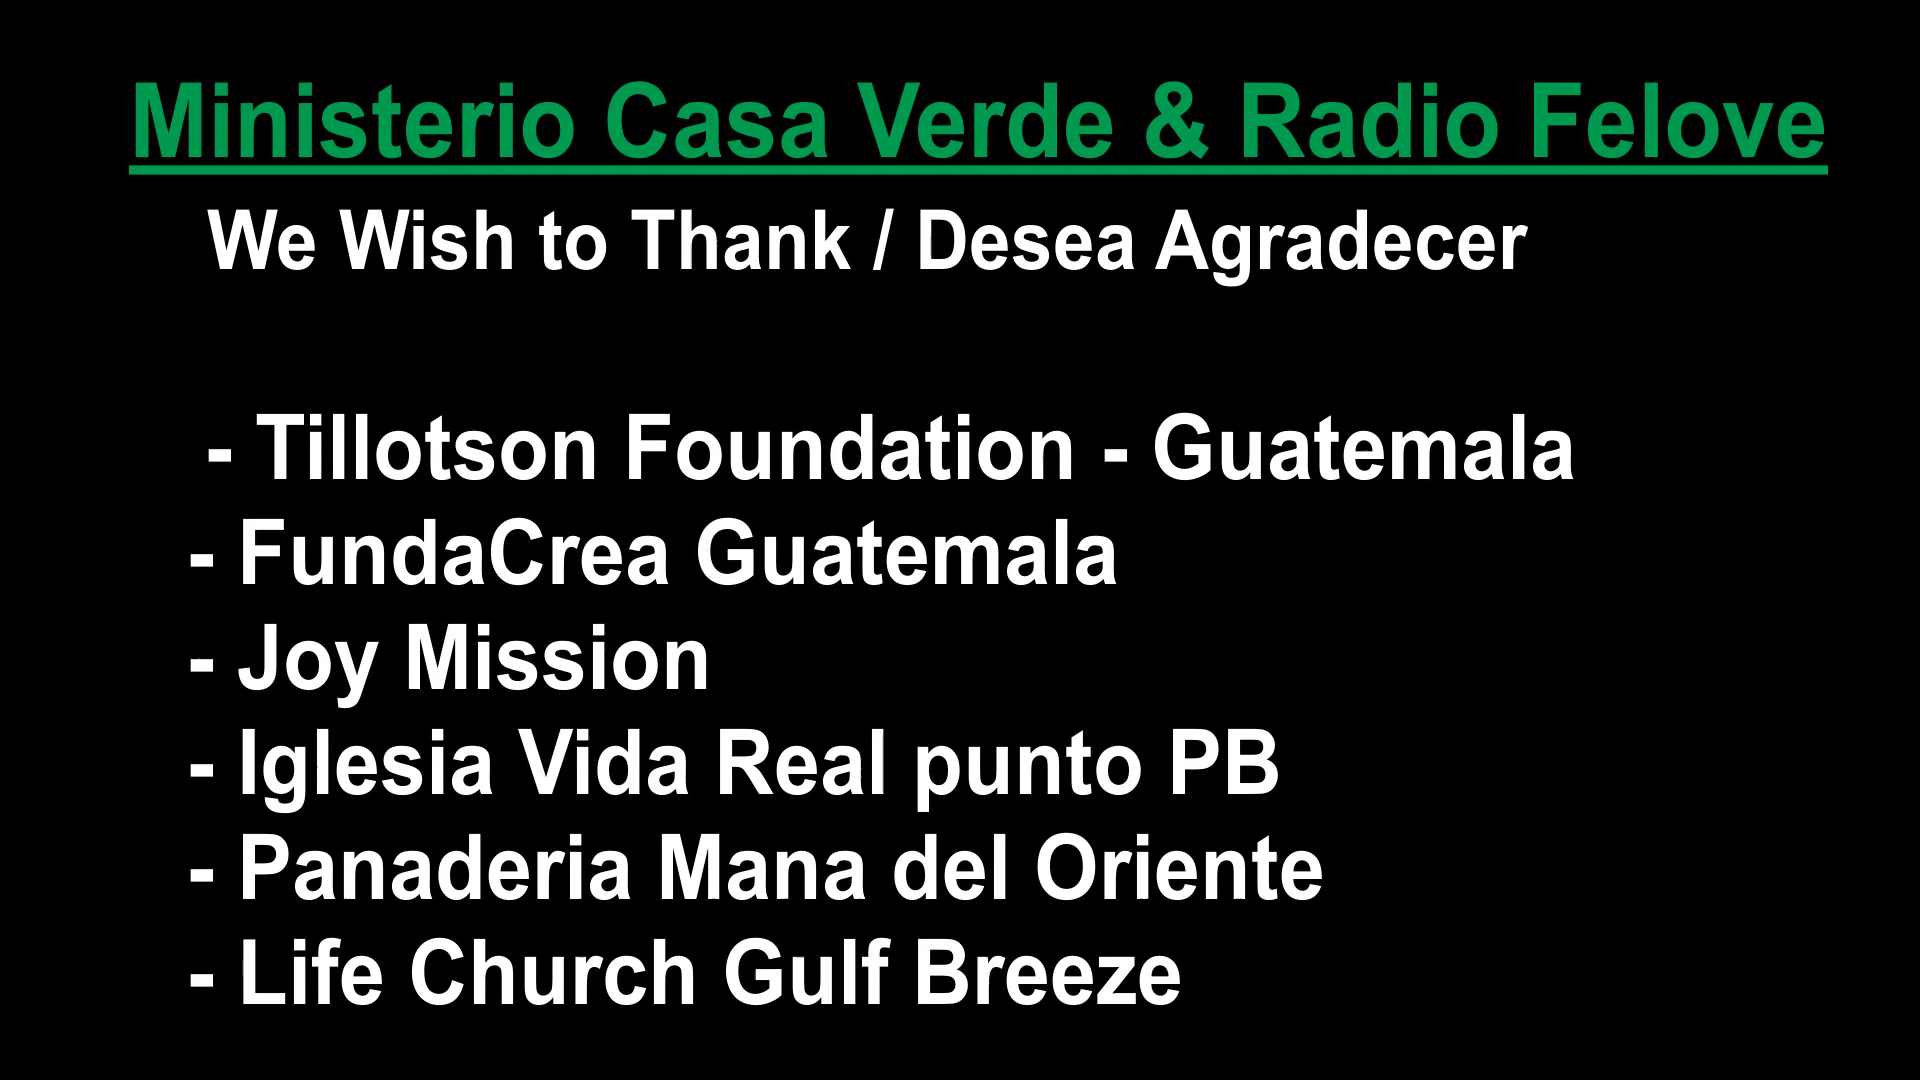 Ministerio Casa Verde & Radio Felove
We Wish to Thank / Desea Agradecer
- Tillotson Foundation - Guatemala
- FundaCrea Guatemala
- Joy Mission
- Iglesia Vida Real punto PB
- Panaderia Mana del Oriente
- Life Church Gulf Breeze